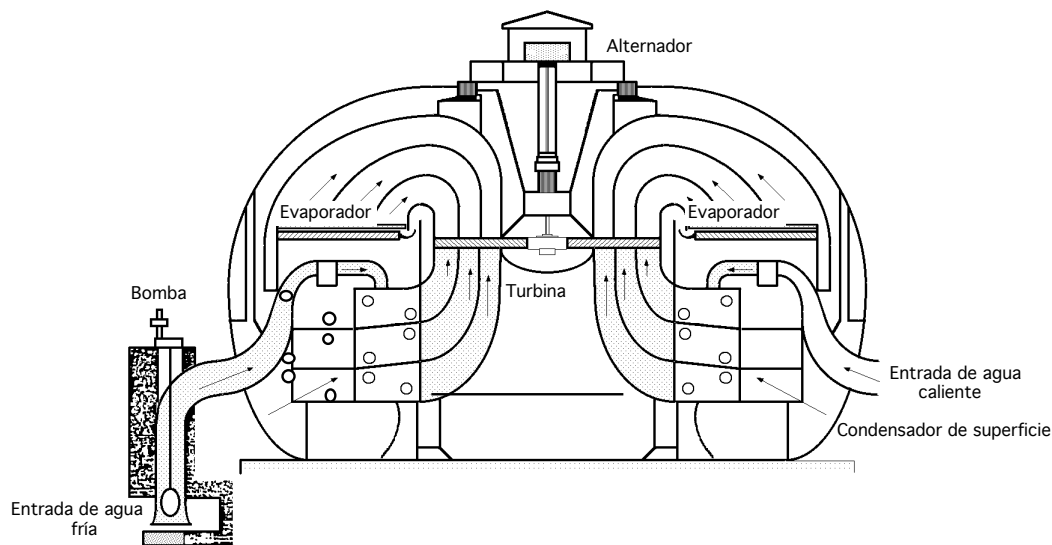 Alternador
Evaporador
Evaporador
Bomba
Turbina
Entrada de agua
caliente
Condensador de superficie
Entrada de agua
fría